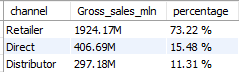 channel Gross_sales_mln percentage
Retailer 1924.17M 73.22 %
Direct 406.69M 15.48 %
Distributor 297.18M 11.31 %